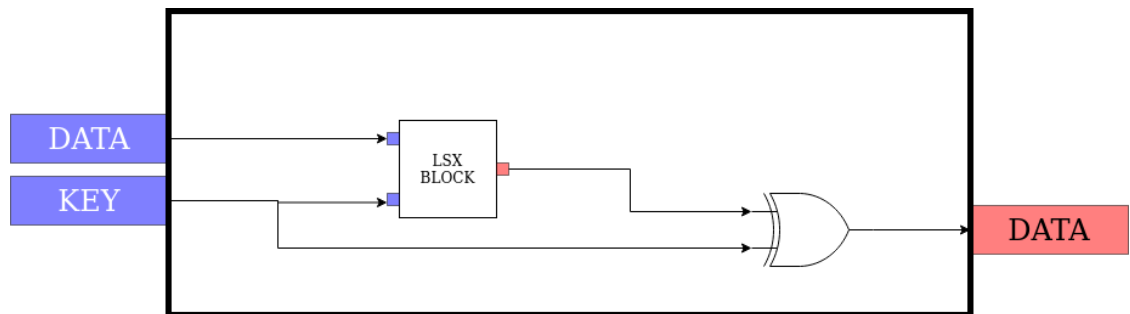 DATA
KEY
LSX
BLOCK
DATA